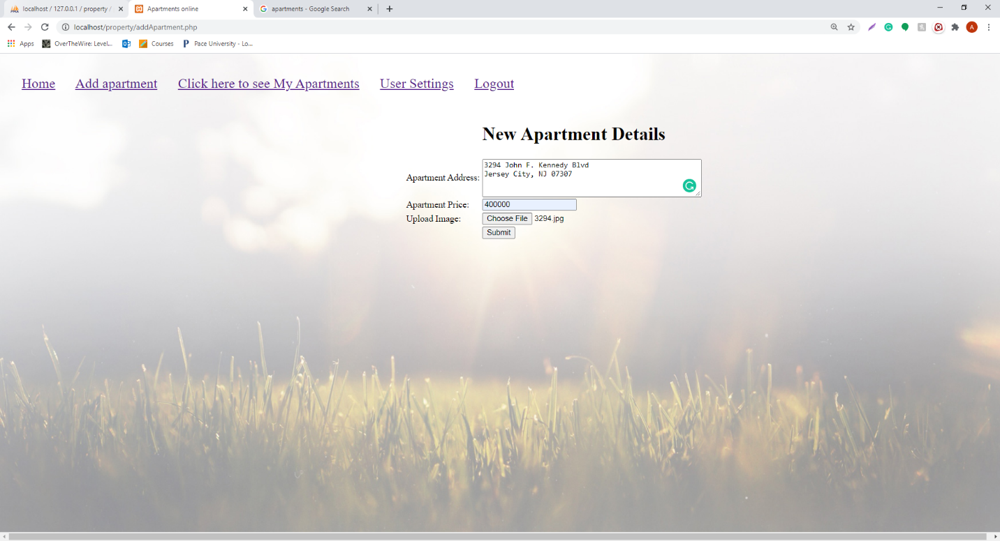 localhost / 127.0.0.1 / property /
Apartments online
apartments - Google Search
localhost/property/addApartment.php
A
Apps
OverTheWire: Level...
Courses
P
Pace University - Lo...
Home
Add apartment
Click here to see My Apartments
User Settings
Logout
New Apartment Details
Apartment Address:
3294 John F. Kennedy Blvd
Jersey City, NJ 07307
Apartment Price:
400000
Upload Image:
Choose File
3294.jpg
Submit